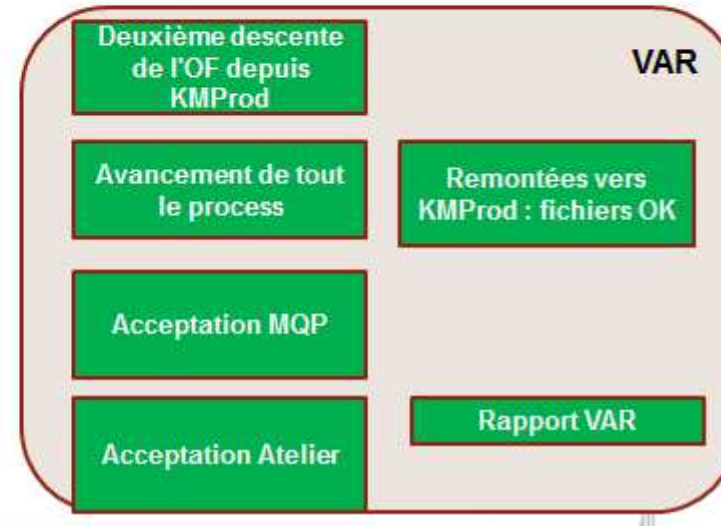 Deuxième descente
de l'OF depuis
KMProd
VAR
Avancement de tout
le process
Remontées vers
KMProd : fichiers OK
Acceptation MQP
Rapport VAR
Acceptation Atelier